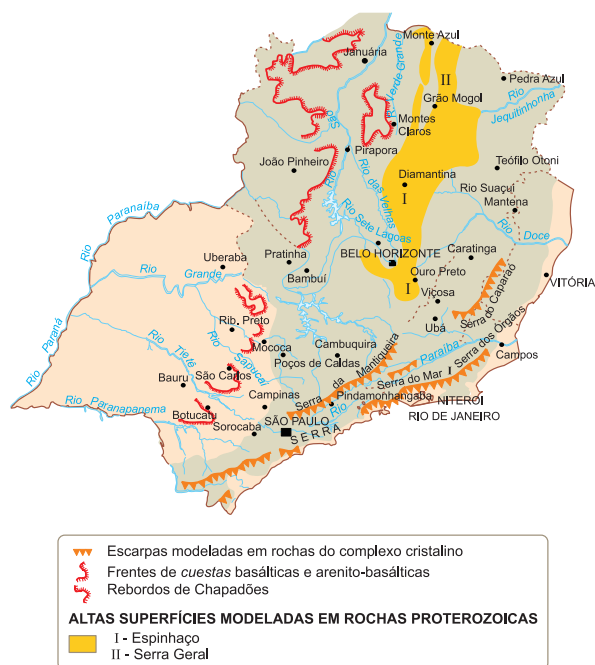 Monte Azul
Januária
II
Pedra Azul
Rio Verde Grande
Grão Mogol
Rio
Jequitinhonha
São
Montes
Claros
Pirapora
João Pinheiro
Teófilo Otoni
Diamantina
I
Rio das Velhas
Rio
Rio Suaçuí
Mantena
Rio Sete Lagoas
Rio Paranaíba
Doce
Caratinga
BELO HORIZONTE
Uberaba
Pratinha
Rio
Grande
Bambuí
Ouro Preto
I
VITÓRIA
Viçosa
Serra do Caparaó
Ubá
Rio Paraná
Rib. Preto
Rio Sapucaí
Mococa
Cambuquira
Rio
Tietê
Poços de Caldas
São Carlos
Bauru
Serra da Mantiqueira
Paraíba
Serra dos Órgãos
Campos
Serra do Mar
Rio Paranapanema
Botucatu
Campinas
Pindamonhangaba
Rio
NITERÓI
SÃO PAULO
RIO DE JANEIRO
Sorocaba
SERRA
Escarpas modeladas em rochas do complexo cristalino
Frentes de cuestas basálticas e arenito-basálticas
Rebordos de Chapadões
ALTAS SUPERFÍCIES MODELADAS EM ROCHAS PROTEROZOICAS
I - Espinhaço
II - Serra Geral